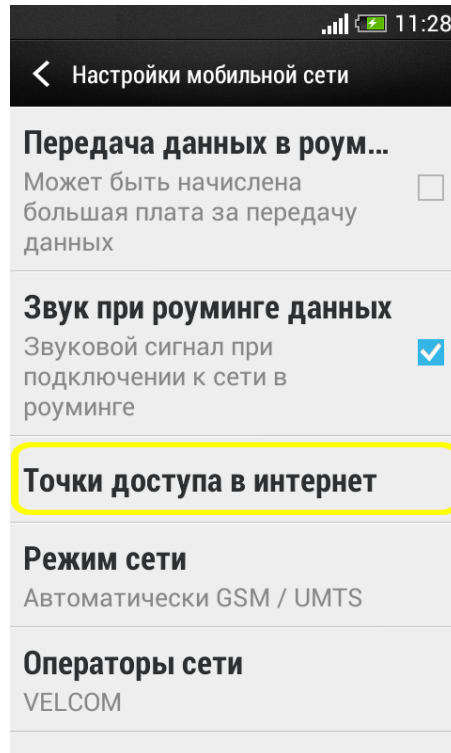 11:28
Настройки мобильной сети
Передача данных в роум...
Может быть начислена
большая плата за передачу
данных
Звук при роуминге данных
Звуковой сигнал при
подключении к сети в
роуминге
Точки доступа в интернет
Режим сети
Автоматически GSM / UMTS
Операторы сети
VELCOM